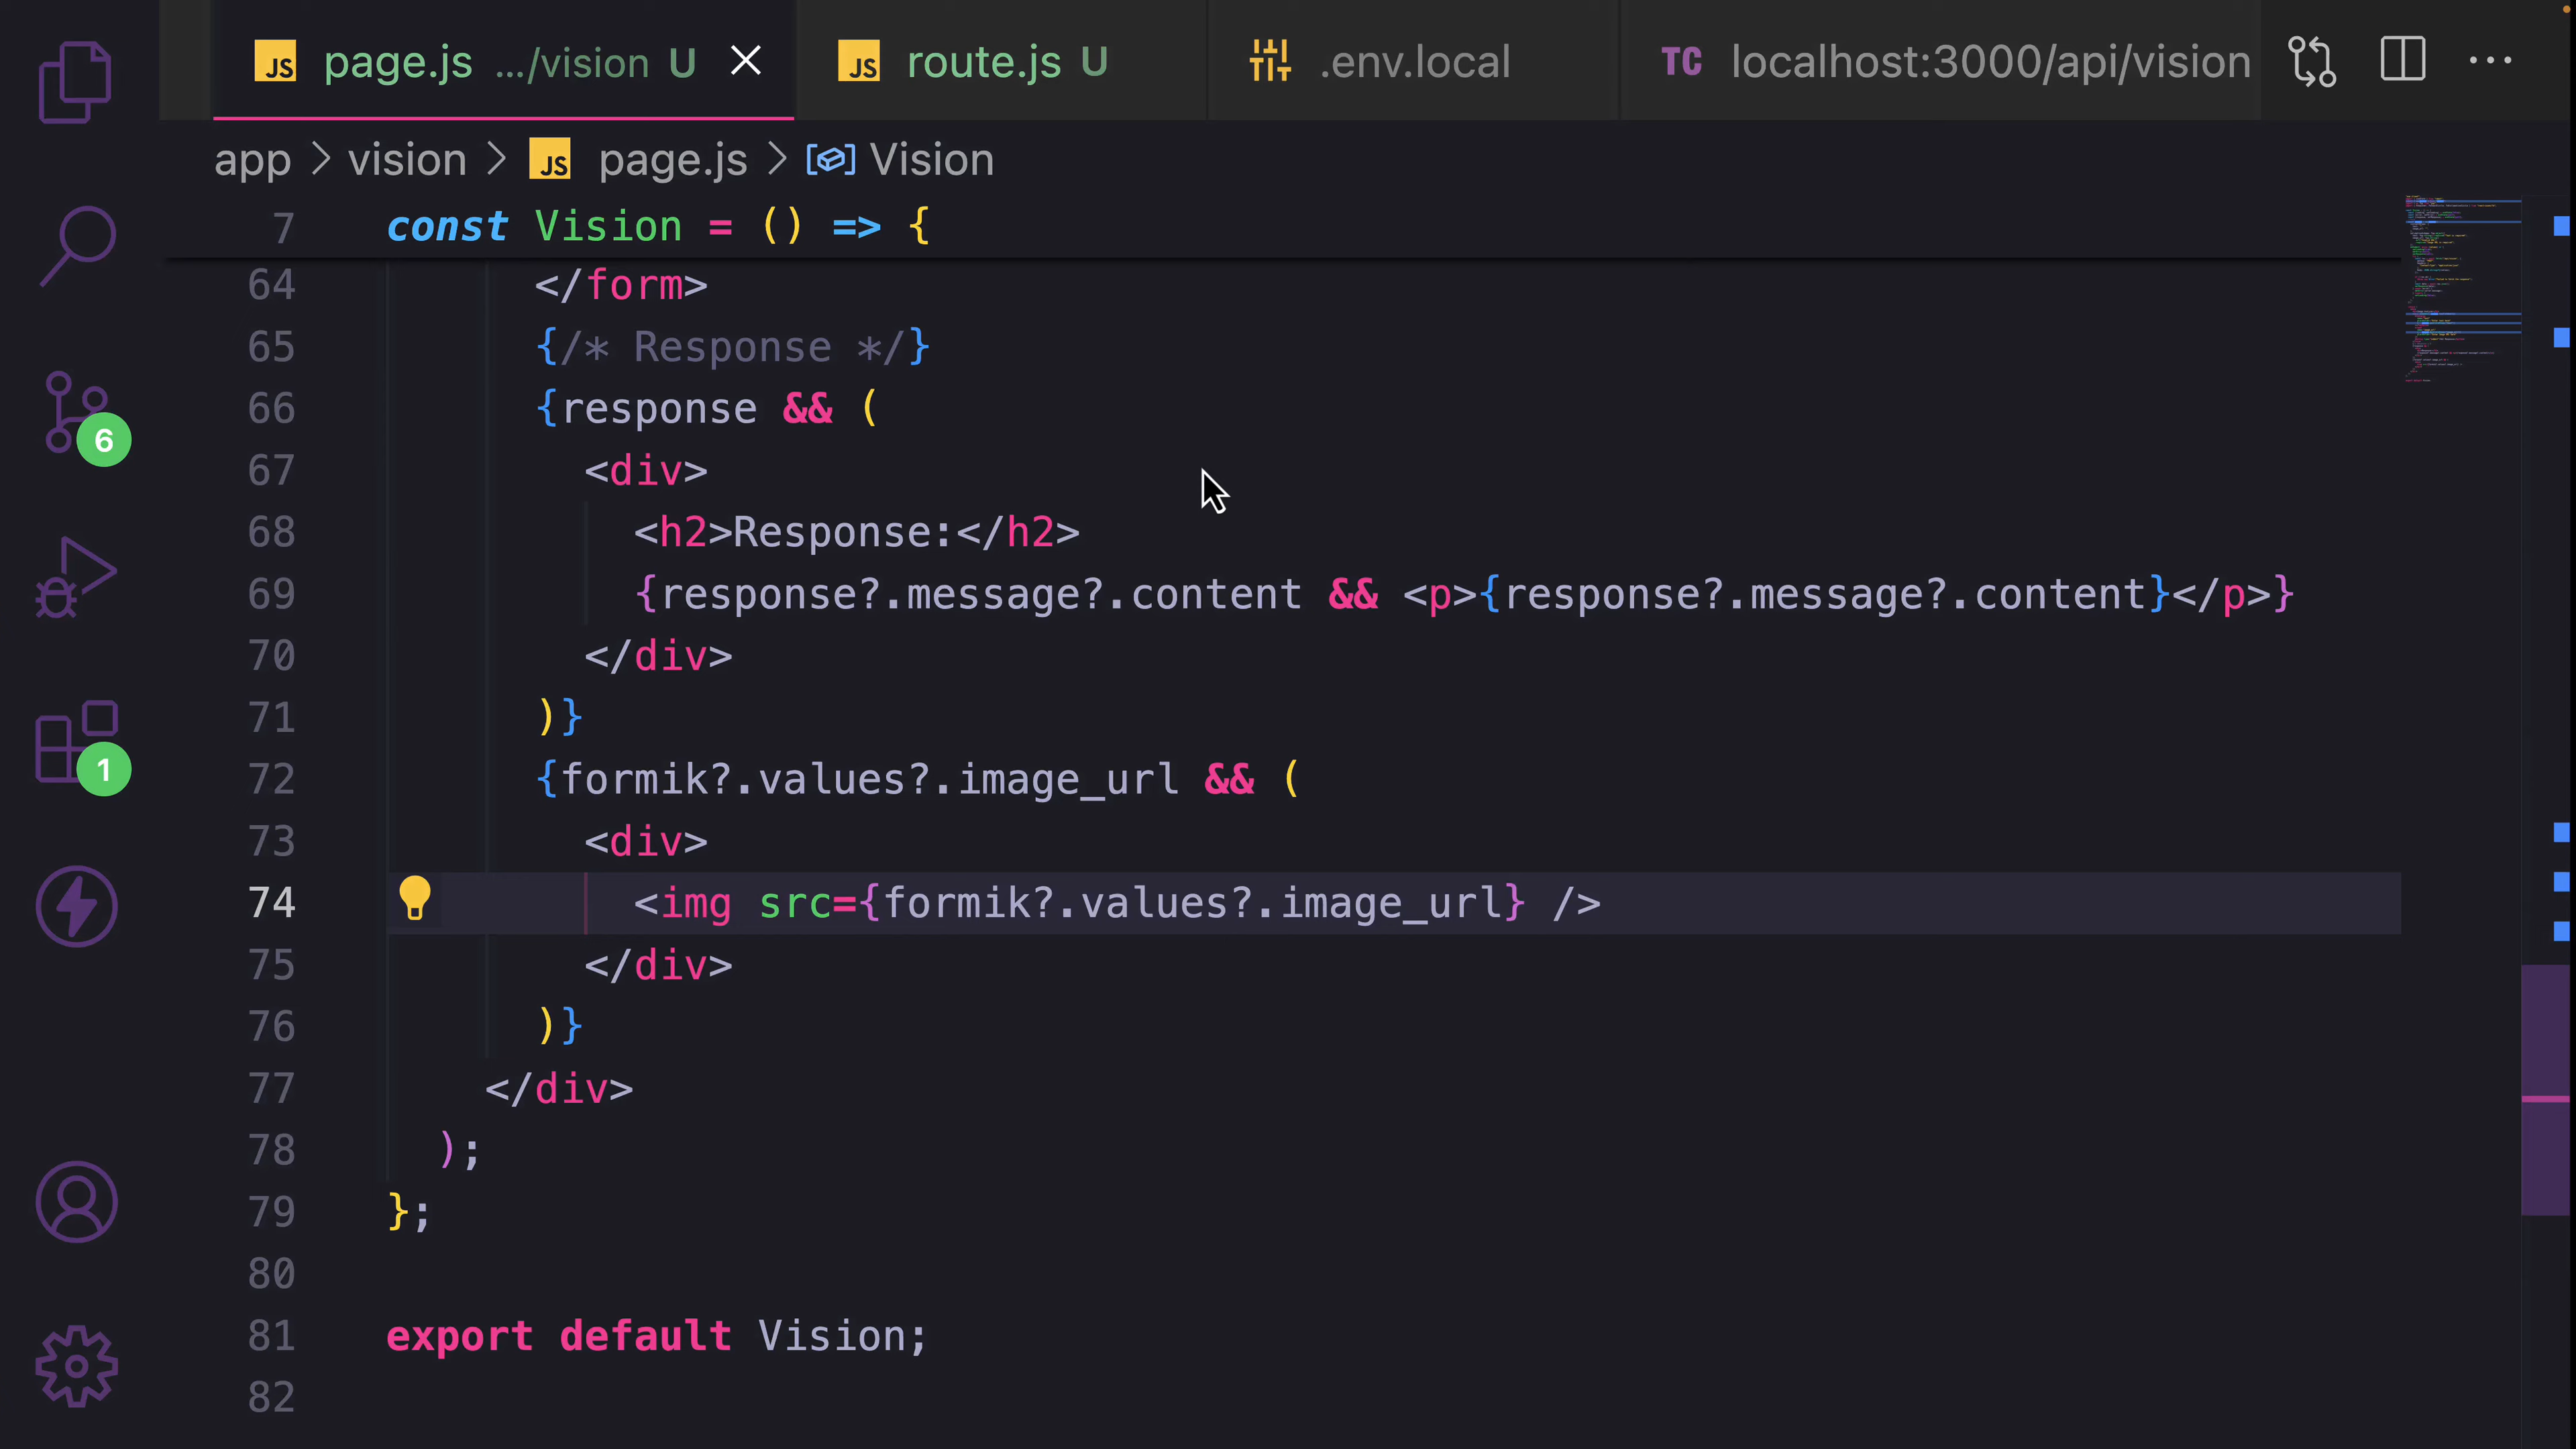 JS page.js .../vision U
JS route.js U
.env.local
TC localhost:3000/api/vision
app > vision > JS page.js > Vision
7 const Vision = () => {
64 </form>
65 {/* Response */}
66 {response && (
67 <div>
68 <h2>Response:</h2>
69 {response?.message?.content && <p>{response?.message?.content}</p>}
70 </div>
71 )}
72 {formik?.values?.image_url && (
73 <div>
74 <img src={formik?.values?.image_url} />
75 </div>
76 )}
77 </div>
78 );
79 };
80
81 export default Vision;
82
6
1